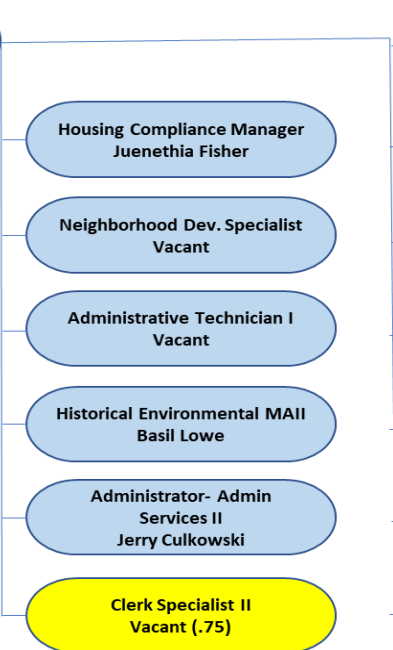 Housing Compliance Manager
Juenethia Fisher
Neighborhood Dev. Specialist
Vacant
Administrative Technician I
Vacant
Historical Environmental MAII
Basil Lowe
Administrator- Admin
Services II
Jerry Culkowski
Clerk Specialist II
Vacant (.75)